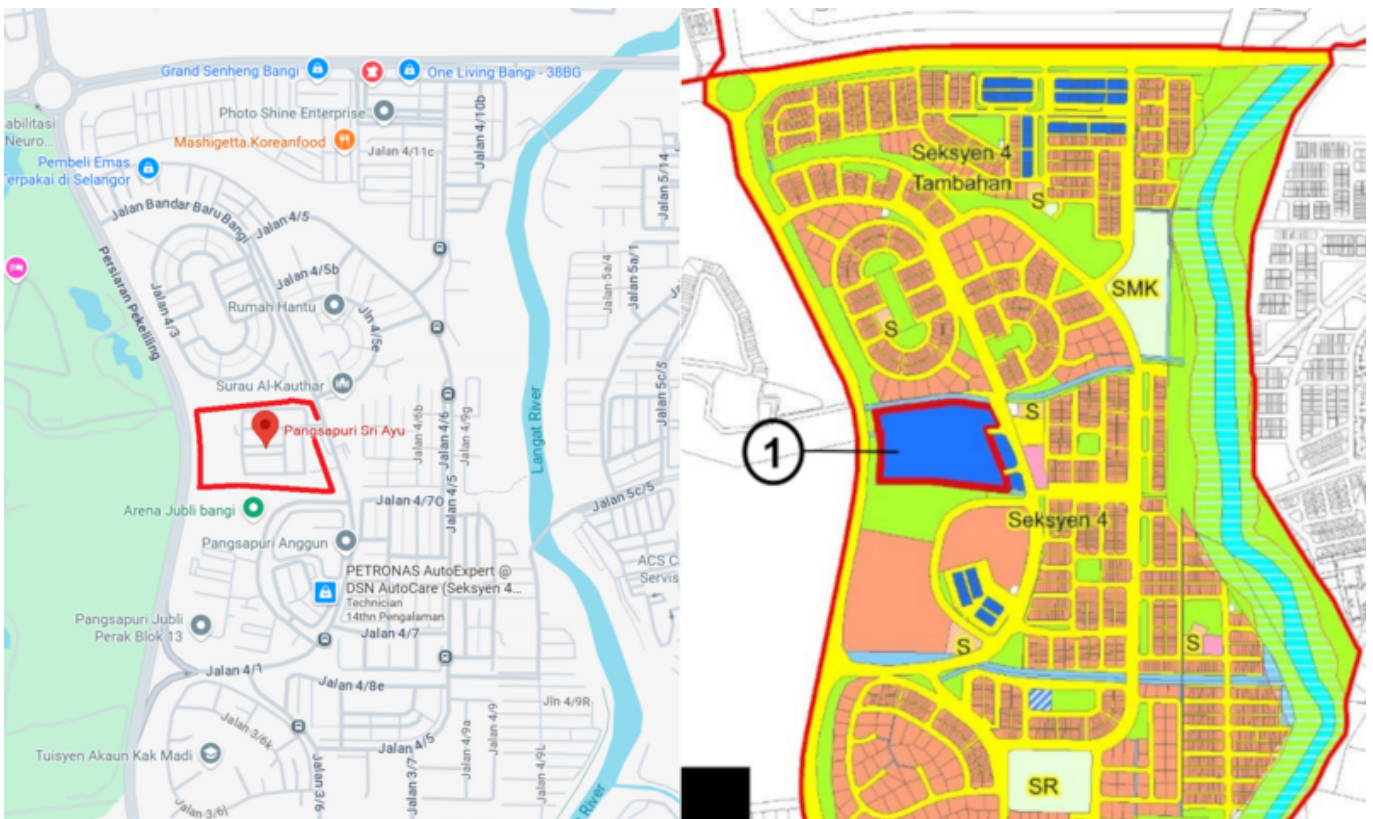 Grand Senheng Bangi
One Living Bangi - 38BG
Photo Shine Enterprise
Mashigetta.Koreanfood
Jalan 4/11c
Jalan 4/10b
abilitasi
Neuro...
Pembeli Emas
Terpakai di Selangor
Jalan 5/14
Jalan Bandar Baru Bangi
Jalan 4/5
Jalan 4/5b
Persiaran Pekeliling
Jalan 4/3
Rumah Hantu
Jln 4/5e
Jalan 5a/4
Jalan 5a/1
Surau Al-Kauthar
Pangsapuri Sri Ayu
Jalan 4/6b
Jalan 4/6
Jalan 4/9g
Jalan 4/5
Langat River
Jalan 5c/5
Jalan 4/7O
Jalan 5c/5
Arena Jubli bangi
Pangsapuri Anggun
PETRONAS AutoExpert @
DSN AutoCare (Seksyen 4...
Technician
14thn Pengalaman
ACS C
Servis
Pangsapuri Jubli
Perak Blok 13
Jalan 4/7
Jalan 4/1
Jalan 4/8e
Jln 4/9R
Jalan 4/5
Jalan 4/9a
Jalan 4/9
Jalan 4/9L
Tuisyen Akaun Kak Madi
Jalan 3/6k
Jalan 3/6j
Jalan 3/6
Jalan 3/7
River
Seksyen 4
Tambahan
S
SMK
S
S
1
Seksyen 4
S
S
SR